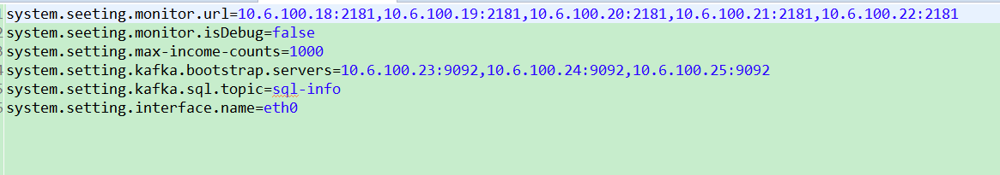 system.seeting.monitor.url=10.6.100.18:2181,10.6.100.19:2181,10.6.100.20:2181,10.6.100.21:2181,10.6.100.22:2181
system.seeting.monitor.isDebug=false
system.setting.max-income-counts=1000
system.setting.kafka.bootstrap.servers=10.6.100.23:9092,10.6.100.24:9092,10.6.100.25:9092
system.setting.kafka.sql.topic=sql-info
system.setting.interface.name=eth0